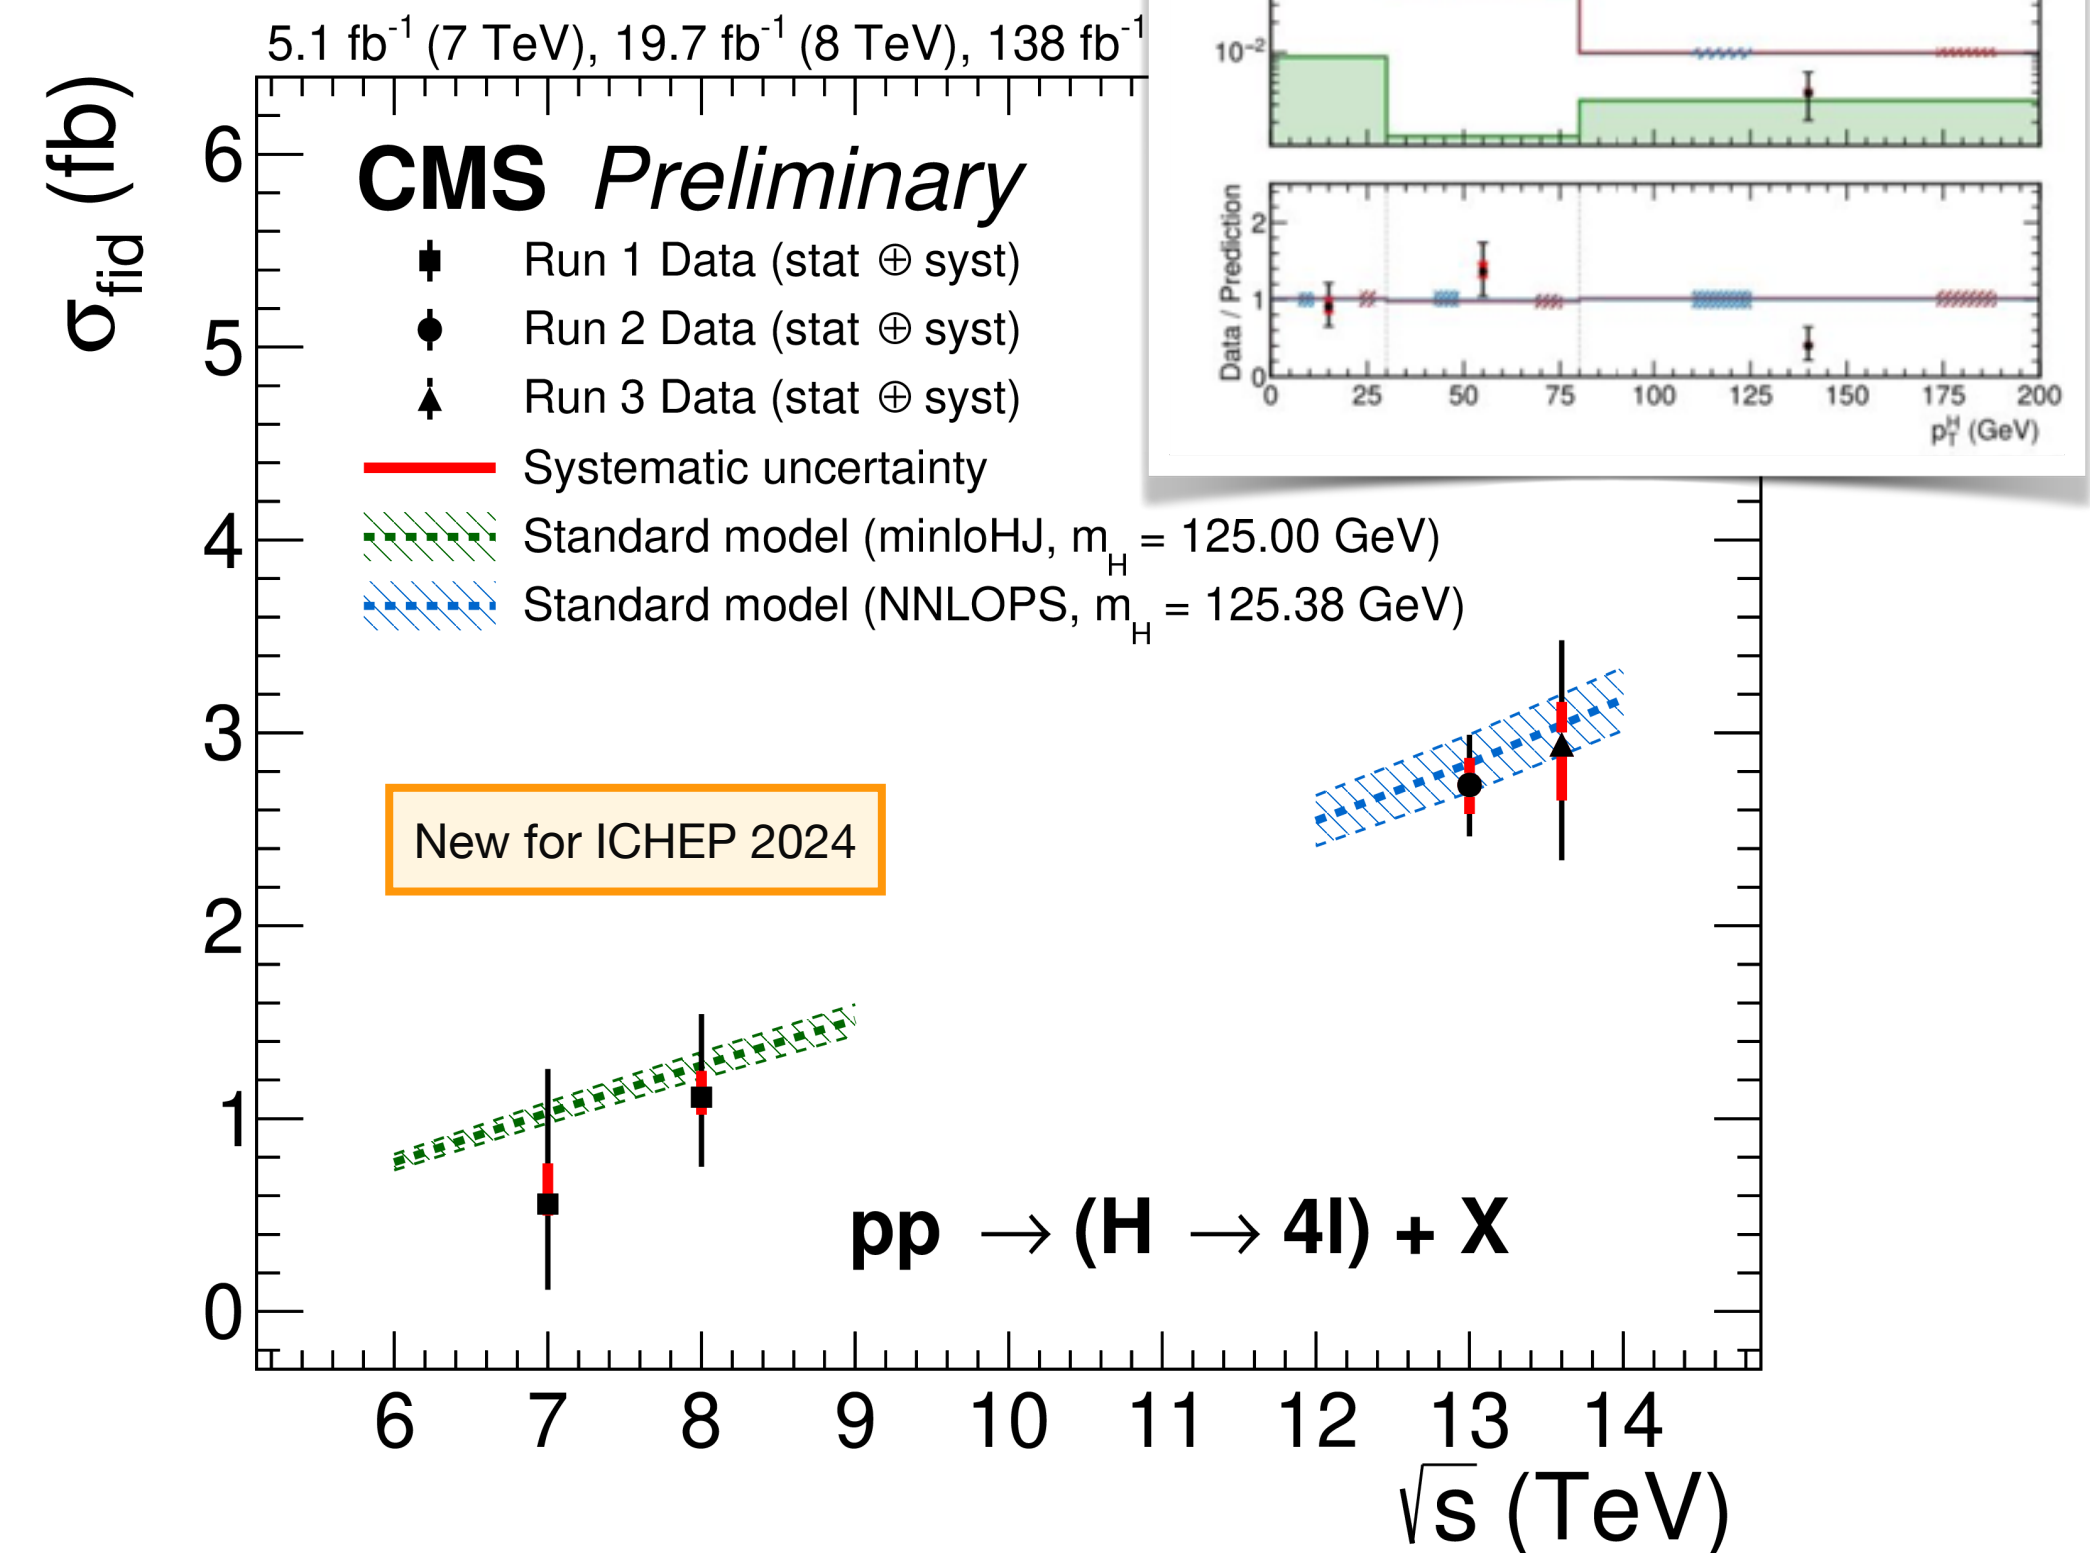 5.1 fb-1 (7 TeV), 19.7 fb-1 (8 TeV), 138 fb-1
σfid (fb)
6
5
4
3
2
1
0
CMS Preliminary
Run 1 Data (stat ⊕ syst)
Run 2 Data (stat ⊕ syst)
Run 3 Data (stat ⊕ syst)
Systematic uncertainty
Standard model (minloHJ, mH = 125.00 GeV)
Standard model (NNLOPS, mH = 125.38 GeV)
New for ICHEP 2024
pp → (H → 4l) + X
6 7 8 9 10 11 12 13 14
√s (TeV)
10−2
Data / Prediction
2
1
0
0 25 50 75 100 125 150 175 200
pTH (GeV)